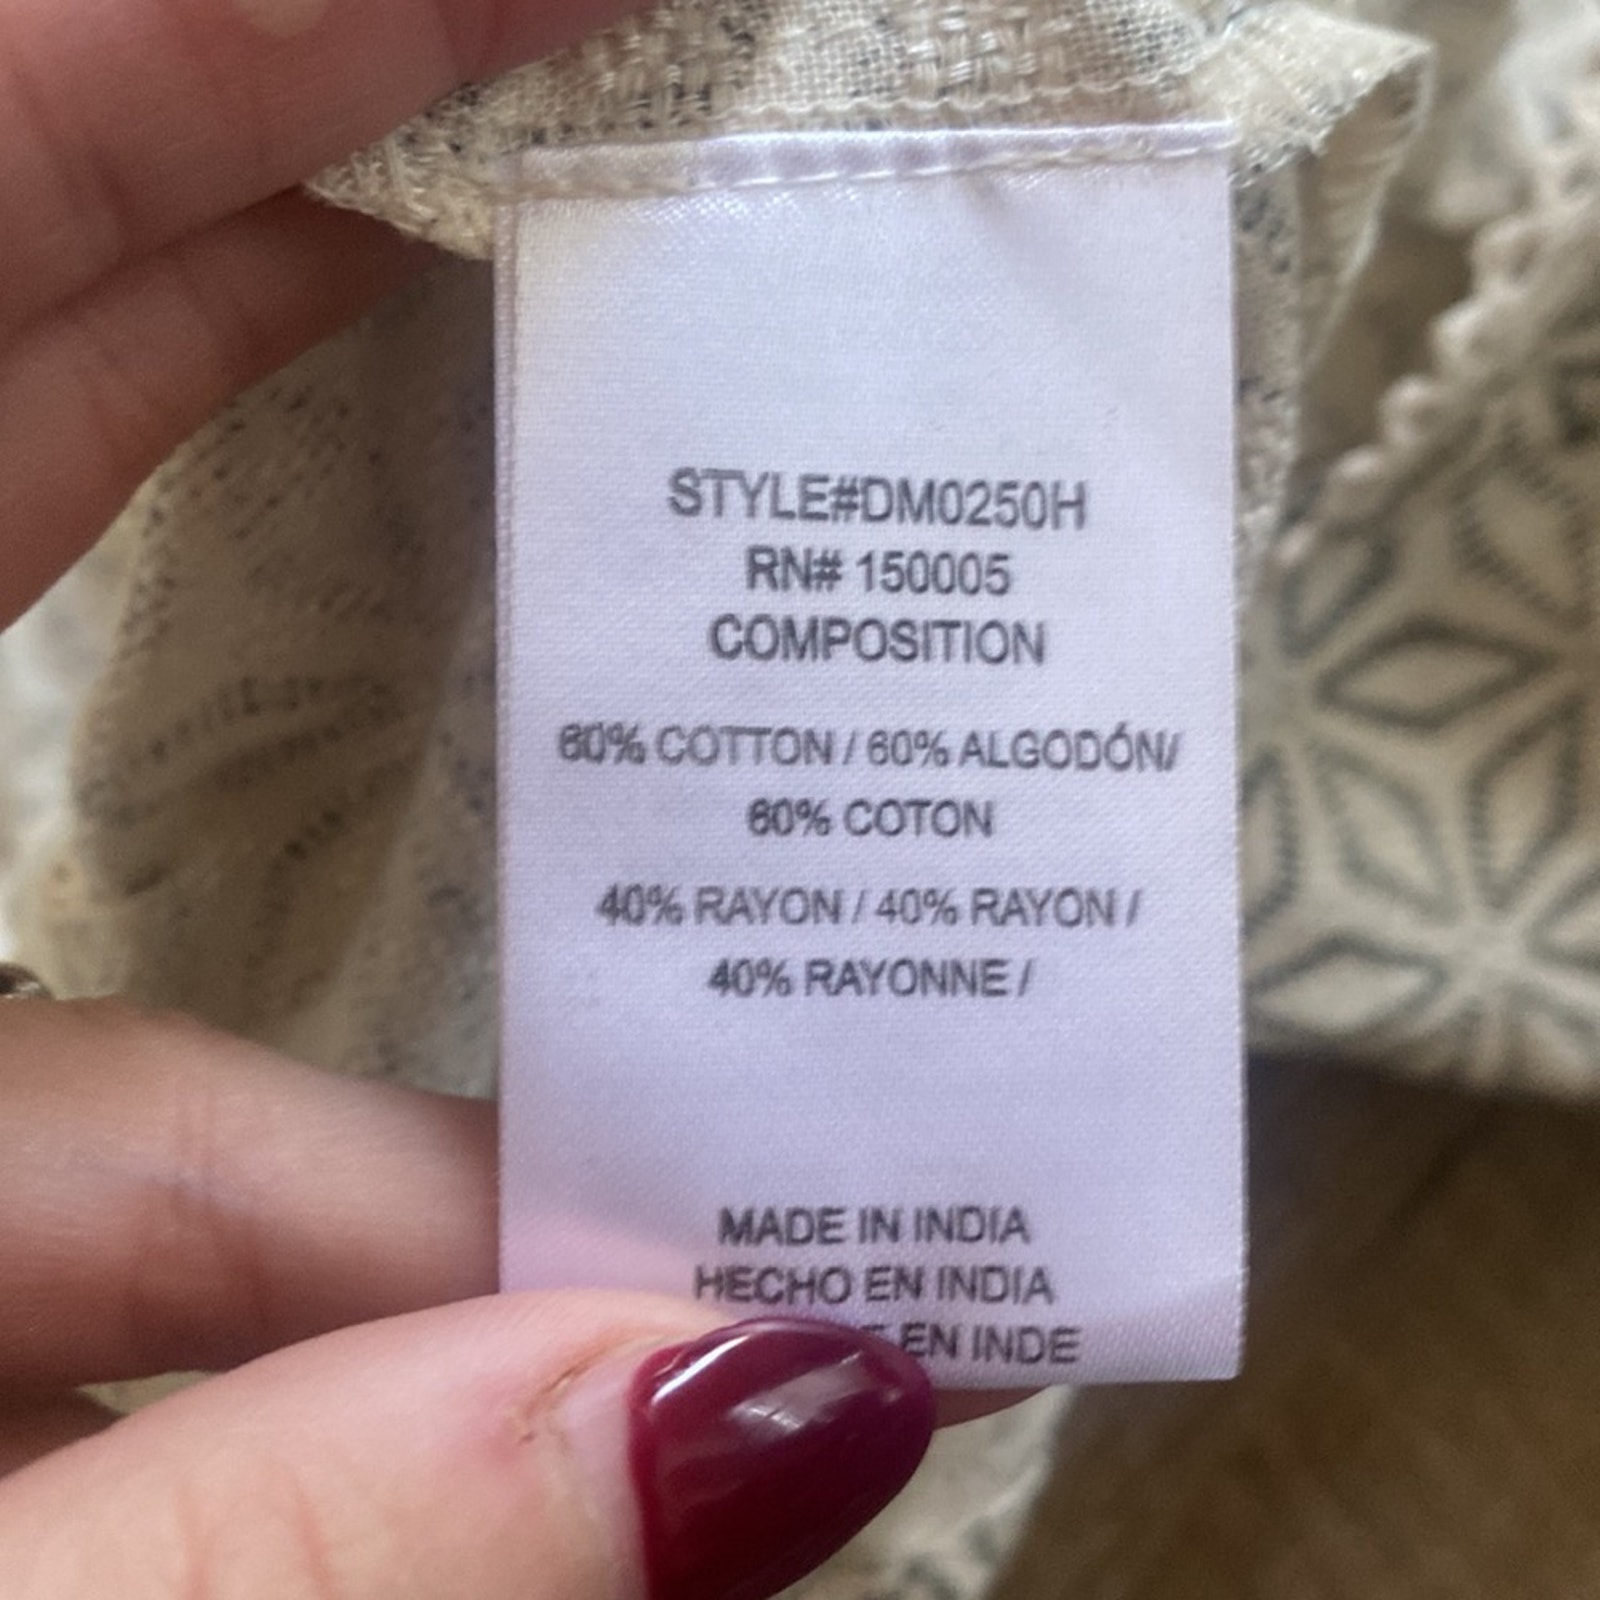 STYLE#DM0250H
RN# 150005
COMPOSITION
60% COTTON / 60% ALGODÓN/
60% COTON
40% RAYON / 40% RAYON /
40% RAYONNE /
MADE IN INDIA
HECHO EN INDIA
EN INDE